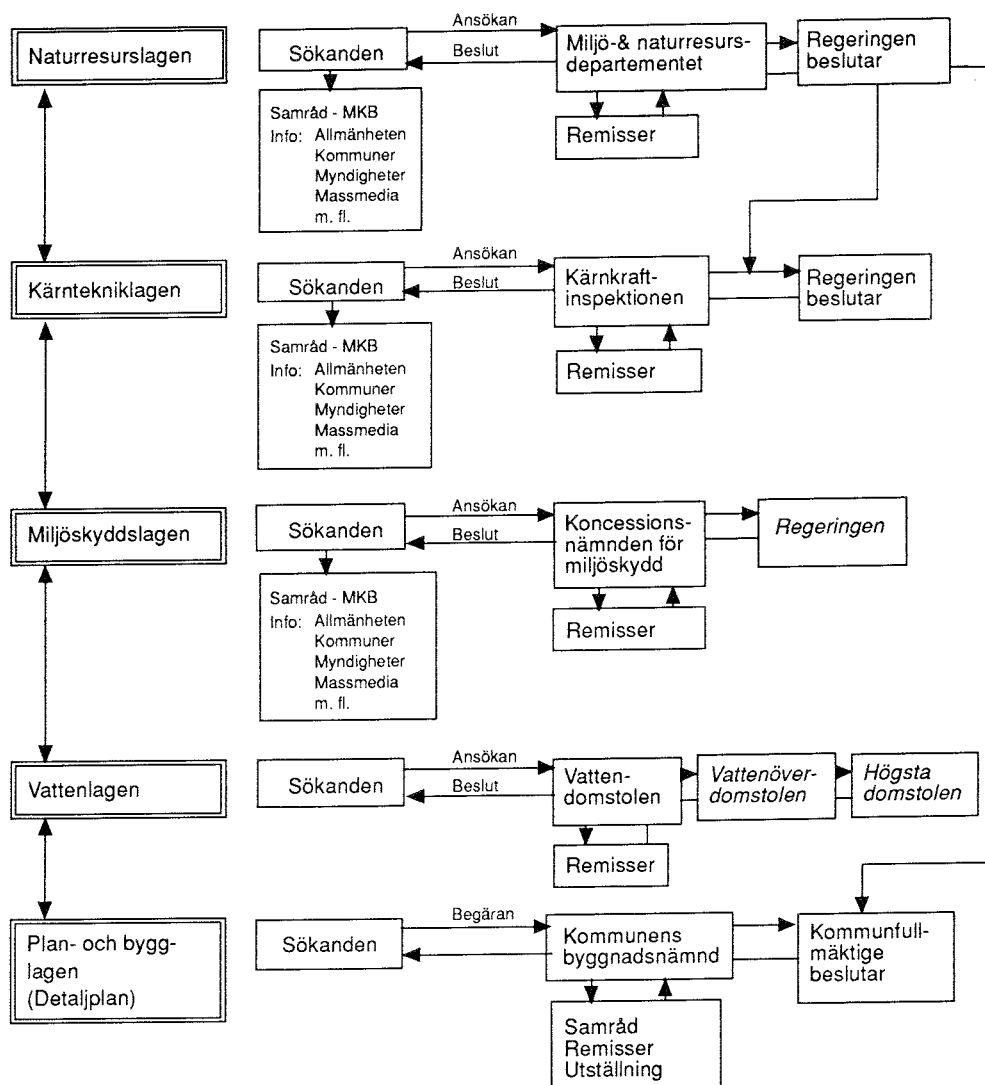 Naturresurslagen
Sökanden
Ansökan
Beslut
Miljö-& naturresurs-
departementet
Regeringen
beslutar
Samråd - MKB
Info: Allmänheten
Kommuner
Myndigheter
Massmedia
m. fl.
Remisser
Kärntekniklagen
Sökanden
Ansökan
Beslut
Kärnkraft-
inspektionen
Regeringen
beslutar
Samråd - MKB
Info: Allmänheten
Kommuner
Myndigheter
Massmedia
m. fl.
Remisser
Miljöskyddslagen
Sökanden
Ansökan
Beslut
Koncessions-
nämnden för
miljöskydd
Regeringen
Samråd - MKB
Info: Allmänheten
Kommuner
Myndigheter
Massmedia
m. fl.
Remisser
Vattenlagen
Sökanden
Ansökan
Beslut
Vatten-
domstolen
Vattenöver-
domstolen
Högsta
domstolen
Remisser
Plan- och bygg-
lagen
(Detaljplan)
Sökanden
Begäran
Kommunens
byggnadsnämnd
Kommunfull-
mäktige
beslutar
Samråd
Remisser
Utställning